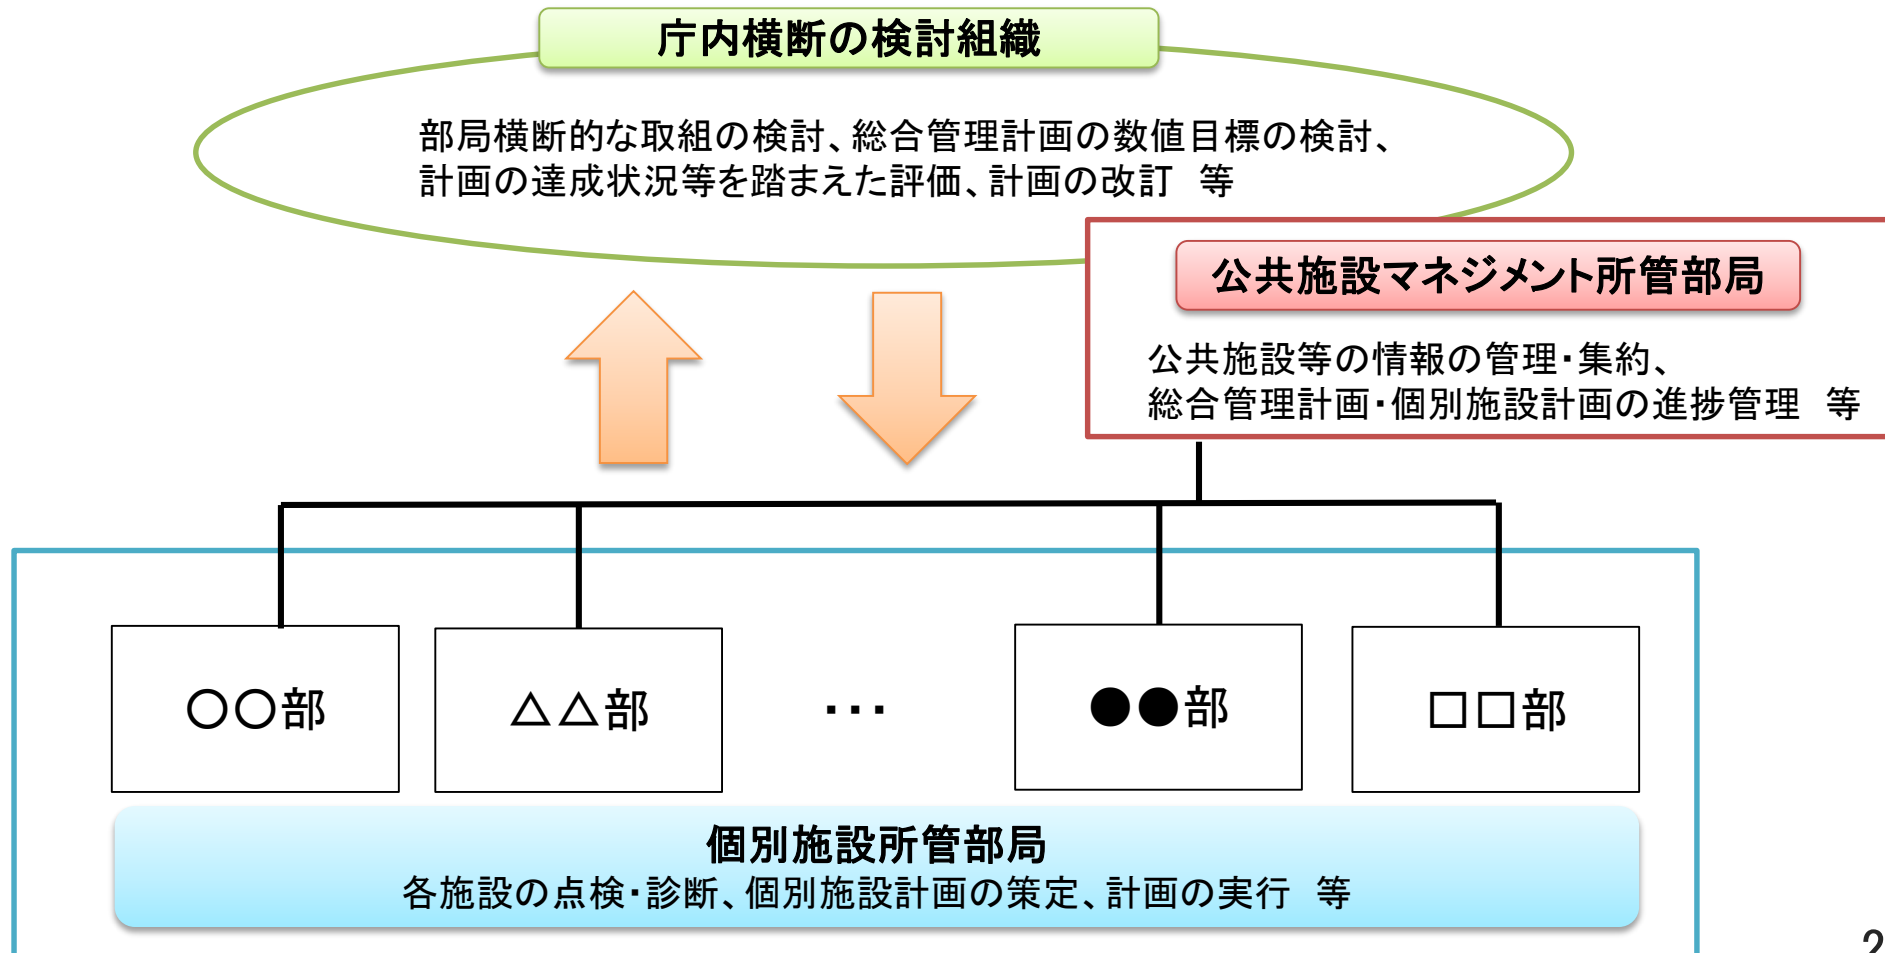 庁内横断の検討組織
部局横断的な取組の検討、総合管理計画の数値目標の検討、
計画の達成状況等を踏まえた評価、計画の改訂　等
公共施設マネジメント所管部局
公共施設等の情報の管理・集約、
総合管理計画・個別施設計画の進捗管理　等
○○部
△△部
･･･
●●部
□□部
個別施設所管部局
各施設の点検・診断、個別施設計画の策定、計画の実行　等
2